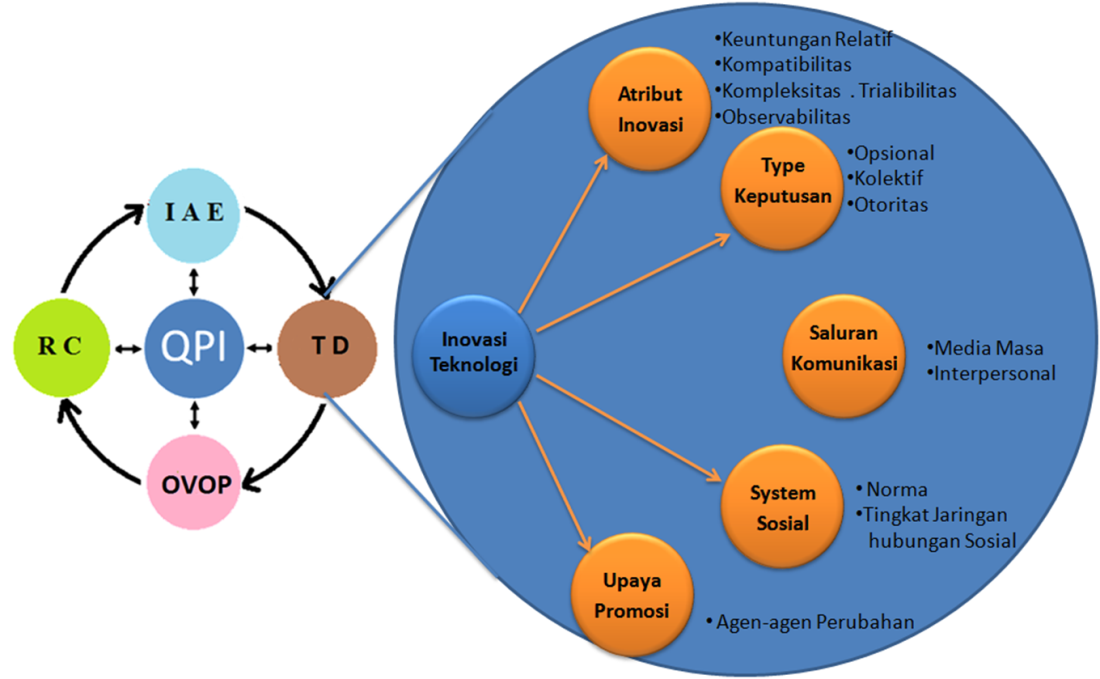 I A E
R C
QPI
T D
OVOP
Inovasi
Teknologi
Atribut
Inovasi
•Keuntungan Relatif
•Kompatibilitas
•Kompleksitas . Trialibilitas
•Observabilitas
Type
Keputusan
•Opsional
•Kolektif
•Otoritas
Saluran
Komunikasi
•Media Masa
•Interpersonal
System
Sosial
• Norma
•Tingkat Jaringan
hubungan Sosial
Upaya
Promosi
• Agen-agen Perubahan